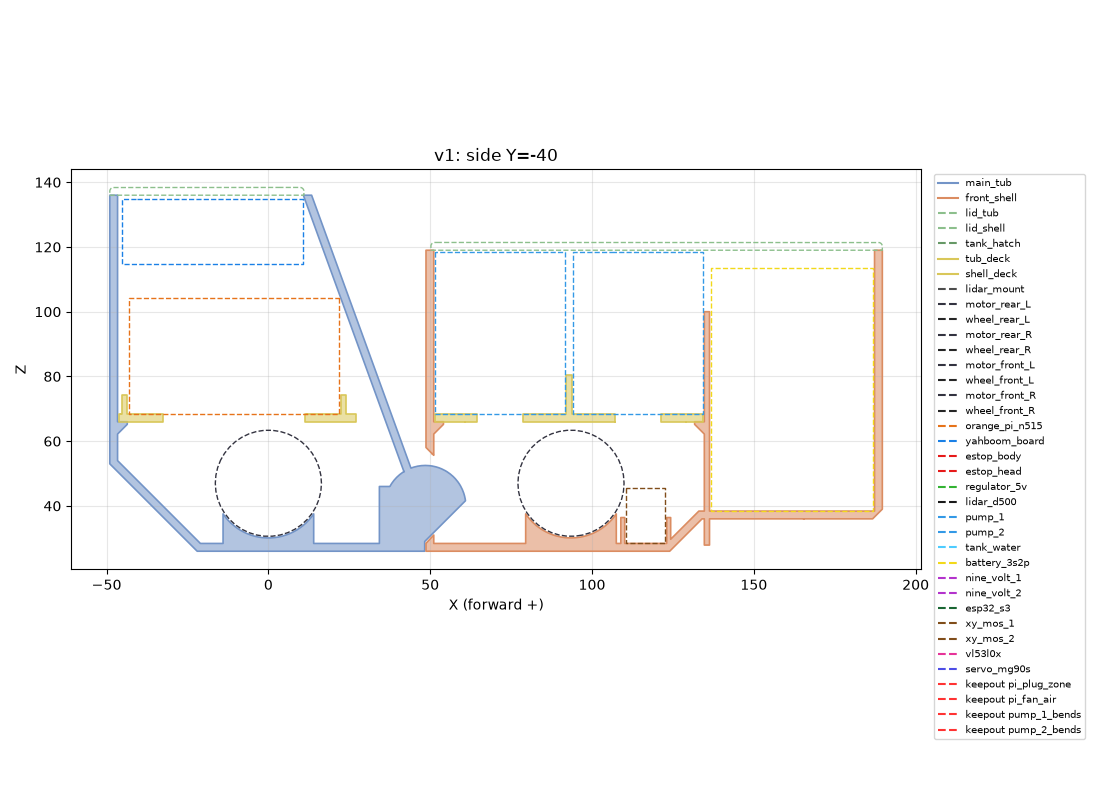 v1: side Y=-40
140
120
100
80
60
40
Z
−50
0
50
100
150
200
X (forward +)
main_tub
front_shell
lid_tub
lid_shell
tank_hatch
tub_deck
shell_deck
lidar_mount
motor_rear_L
wheel_rear_L
motor_rear_R
wheel_rear_R
motor_front_L
wheel_front_L
motor_front_R
wheel_front_R
orange_pi_n515
yahboom_board
estop_body
estop_head
regulator_5v
lidar_d500
pump_1
pump_2
tank_water
battery_3s2p
nine_volt_1
nine_volt_2
esp32_s3
xy_mos_1
xy_mos_2
vl53l0x
servo_mg90s
keepout pi_plug_zone
keepout pi_fan_air
keepout pump_1_bends
keepout pump_2_bends